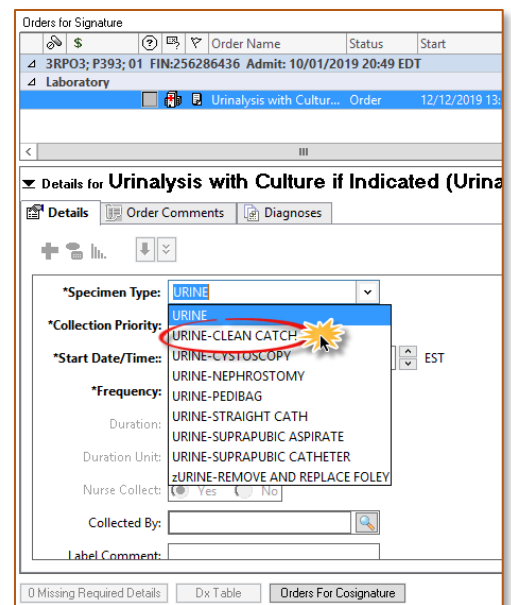 Orders for Signature
$ Order Name Status Start
3RPO3; P393; 01 FIN:256286436 Admit: 10/01/2019 20:49 EDT
Laboratory
Urinalysis with Cultur... Order 12/12/2019 13:
Details for Urinalysis with Culture if Indicated (Urina
Details Order Comments Diagnoses
*Specimen Type: URINE
URINE
*Collection Priority:
URINE-CLEAN CATCH
*Start Date/Time:: URINE-CYSTOSCOPY EST
URINE-NEPHROSTOMY
*Frequency:
URINE-PEDIBAG
Duration: URINE-STRAIGHT CATH
URINE-SUPRAPUBIC ASPIRATE
Duration Unit: URINE-SUPRAPUBIC CATHETER
zURINE-REMOVE AND REPLACE FOLEY
Nurse Collect: Yes No
Collected By:
Label Comment:
0 Missing Required Details Dx Table Orders For Cosignature